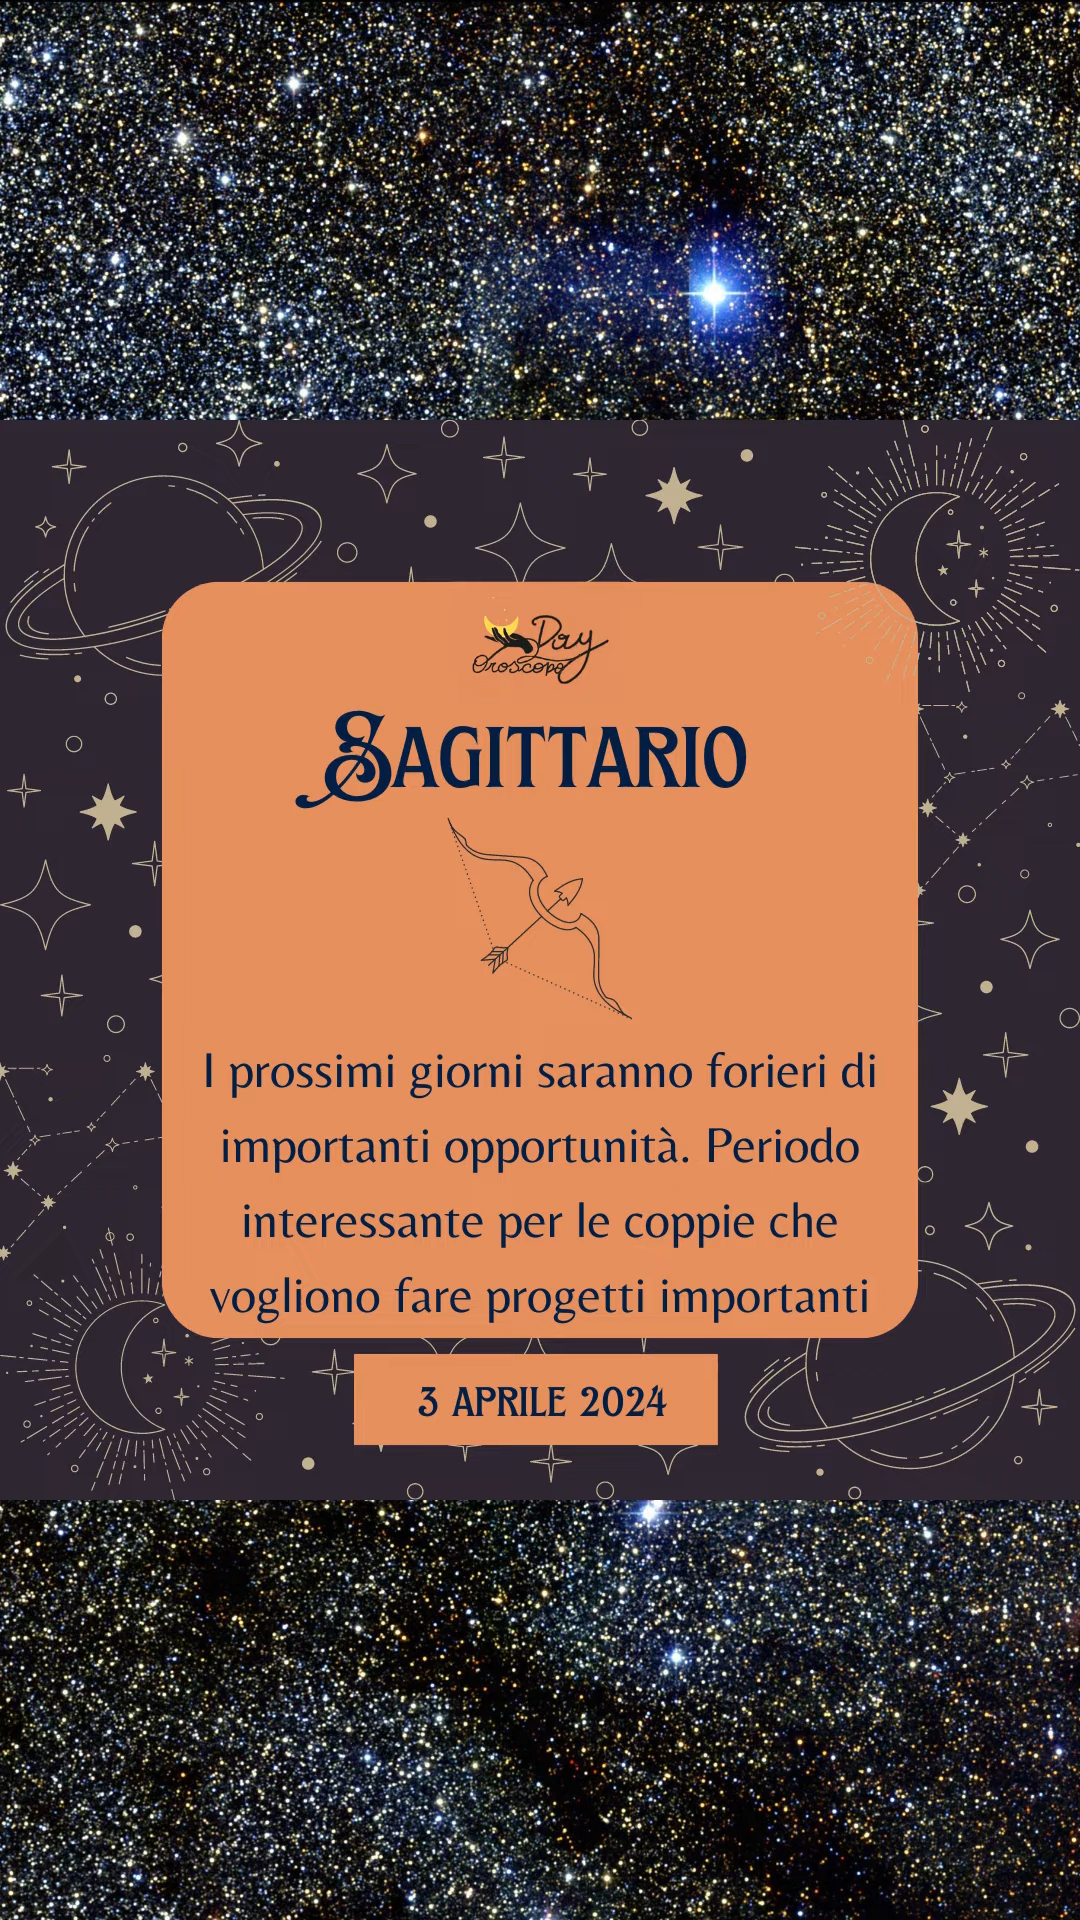 Day
Oroscopo
SAGITTARIO
I prossimi giorni saranno forieri di
importanti opportunità. Periodo
interessante per le coppie che
vogliono fare progetti importanti
3 APRILE 2024